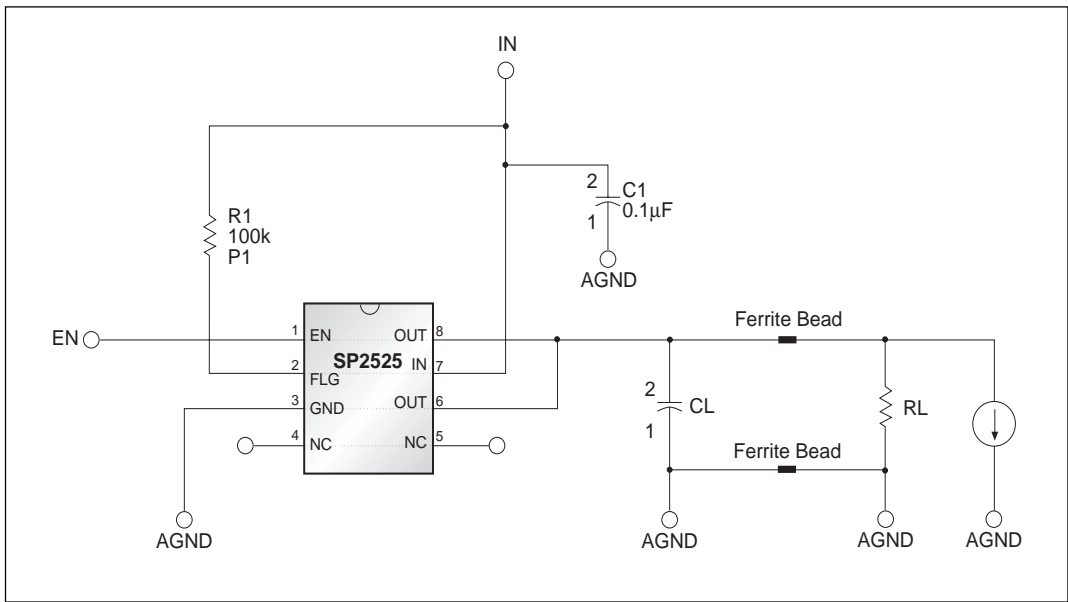 IN
R1
100k
P1
2
C1
0.1µF
1
AGND
EN
1
EN
OUT
8
SP2525
2
FLG
IN
7
3
GND
OUT
6
4
NC
NC
5
AGND
Ferrite Bead
2
CL
1
RL
Ferrite Bead
AGND
AGND
AGND